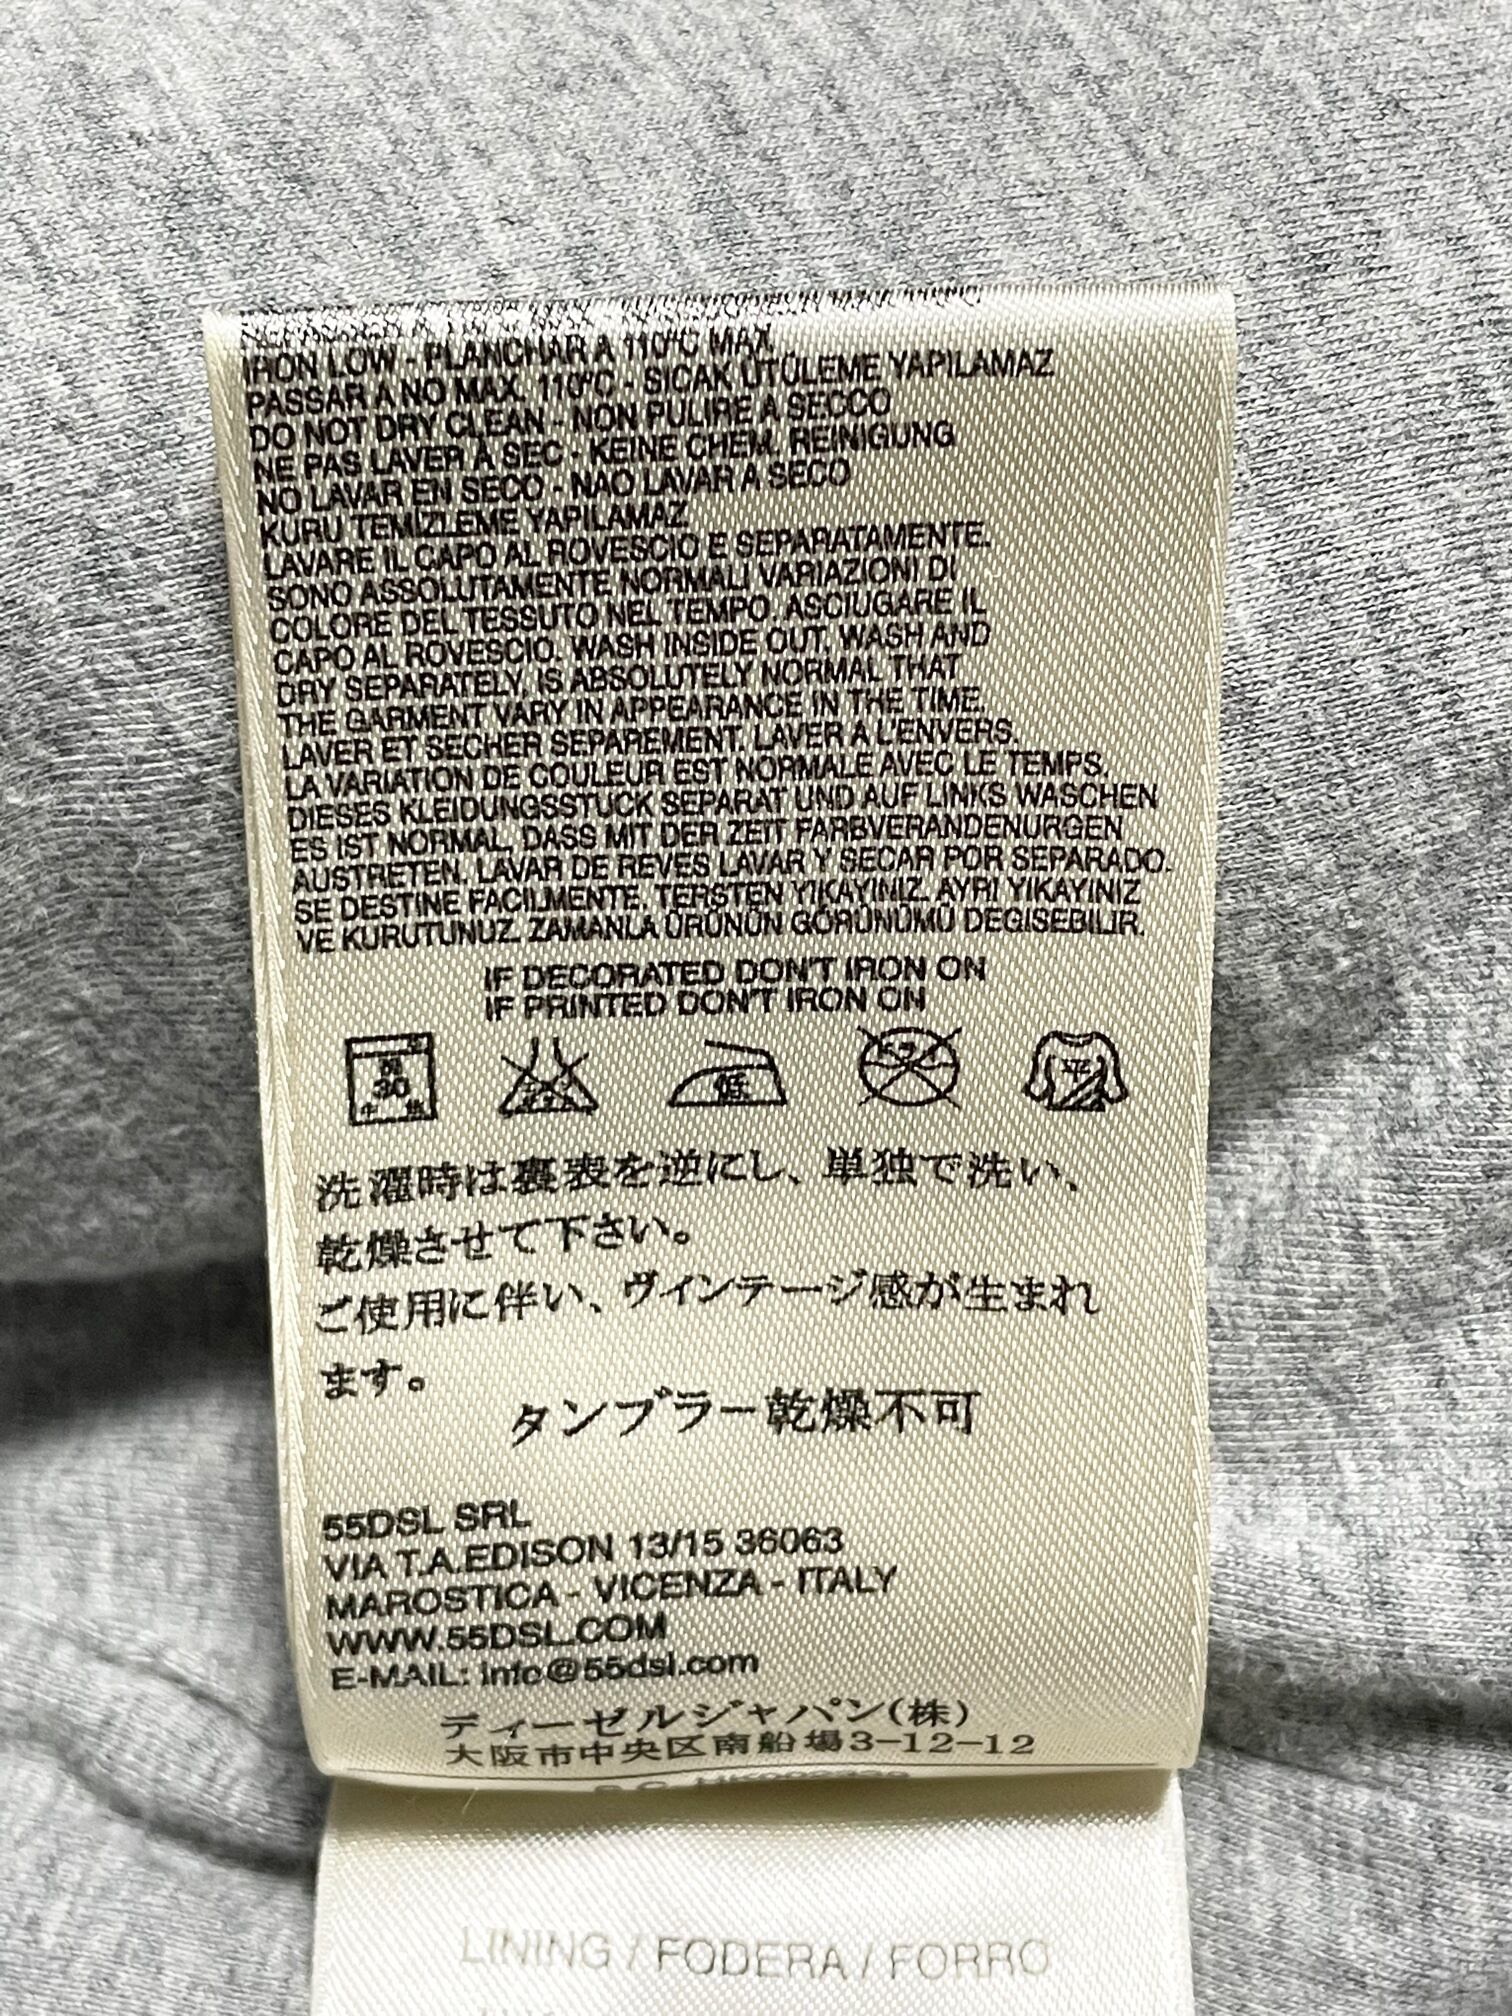 IRON LOW - PLANCHAR A 110°C MAX
PASSAR A NO MAX. 110°C - SICAK ÜTÜLEME YAPILAMAZ
DO NOT DRY CLEAN - NON PULIRE A SECCO
NE PAS LAVER À SEC - KEINE CHEM. REINIGUNG
NO LAVAR EN SECO - NAO LAVAR A SECO
KURU TEMIZLEME YAPILAMAZ
LAVARE IL CAPO AL ROVESCIO E SEPARATAMENTE.
SONO ASSOLUTAMENTE NORMALI VARIAZIONI DI
COLORE DEL TESSUTO NEL TEMPO. ASCIUGARE IL
CAPO AL ROVESCIO. WASH INSIDE OUT. WASH AND
DRY SEPARATELY, IS ABSOLUTELY NORMAL THAT
THE GARMENT VARY IN APPEARANCE IN THE TIME.
LAVER ET SECHER SEPAREMENT. LAVER A L'ENVERS.
LA VARIATION DE COULEUR EST NORMALE AVEC LE TEMPS.
DIESES KLEIDUNGSSTUCK SEPARAT UND AUF LINKS WASCHEN
ES IST NORMAL, DASS MIT DER ZEIT FARBVERANDENURGEN
AUSTRETEN. LAVAR DE REVES LAVAR Y SECAR POR SEPARADO.
SE DESTINE FACILMENTE. TERSTEN YIKAYINIZ. AYRI YIKAYINIZ
VE KURUTUNUZ. ZAMANLA ÜRÜNÜN GÖRÜNÜMÜ DEGISEBILIR.
IF DECORATED DON'T IRON ON
IF PRINTED DON'T IRON ON
弱 30 中性 低 平
洗濯時は裏表を逆にし、単独で洗い、
乾燥させて下さい。
ご使用に伴い、ヴィンテージ感が生まれ
ます。
タンブラー乾燥不可
55DSL SRL
VIA T.A.EDISON 13/15 36063
MAROSTICA - VICENZA - ITALY
WWW.55DSL.COM
E-MAIL: info@55dsl.com
ディーゼルジャパン(株)
大阪市中央区南船場3-12-12
LINING / FODERA / FORRO